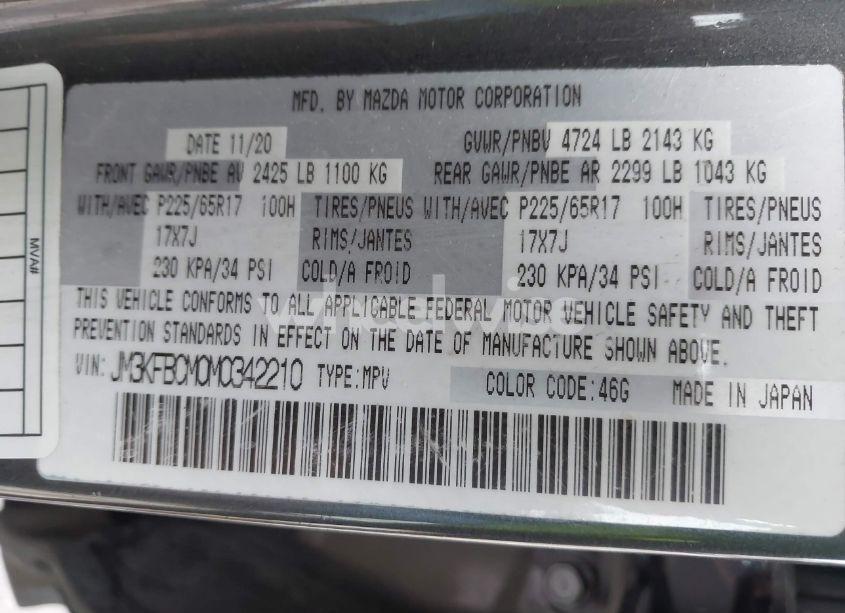 MFD. BY MAZDA MOTOR CORPORATION
DATE 11/20 GVWR/PNBV 4724 LB 2143 KG
FRONT GAWR/PNBE AV 2425 LB 1100 KG REAR GAWR/PNBE AR 2299 LB 1043 KG
WITH/AVEC P225/65R17 100H TIRES/PNEUS WITH/AVEC P225/65R17 100H TIRES/PNEUS
17X7J RIMS/JANTES 17X7J RIMS/JANTES
230 KPA/34 PSI COLD/A FROID 230 KPA/34 PSI COLD/A FROID
THIS VEHICLE CONFORMS TO ALL APPLICABLE FEDERAL MOTOR VEHICLE SAFETY AND THEFT
PREVENTION STANDARDS IN EFFECT ON THE DATE OF MANUFACTURE SHOWN ABOVE.
VIN: JM3KFBCM0M0342210 TYPE:MPV COLOR CODE:46G MADE IN JAPAN
MVA#